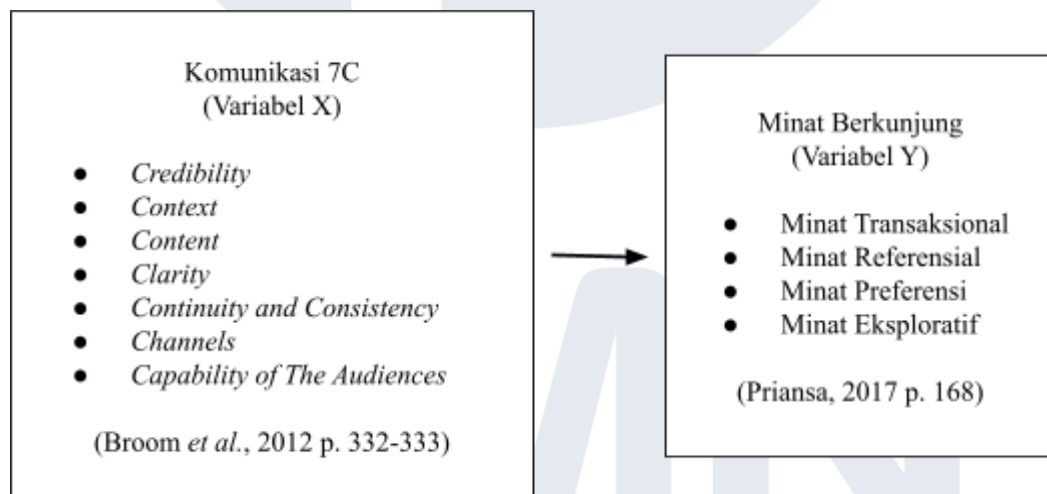 Komunikasi 7C
(Variabel X)
● Credibility
● Context
● Content
● Clarity
● Continuity and Consistency
● Channels
● Capability of The Audiences
(Broom et al., 2012 p. 332-333)
Minat Berkunjung
(Variabel Y)
● Minat Transaksional
● Minat Referensial
● Minat Preferensi
● Minat Eksploratif
(Priansa, 2017 p. 168)